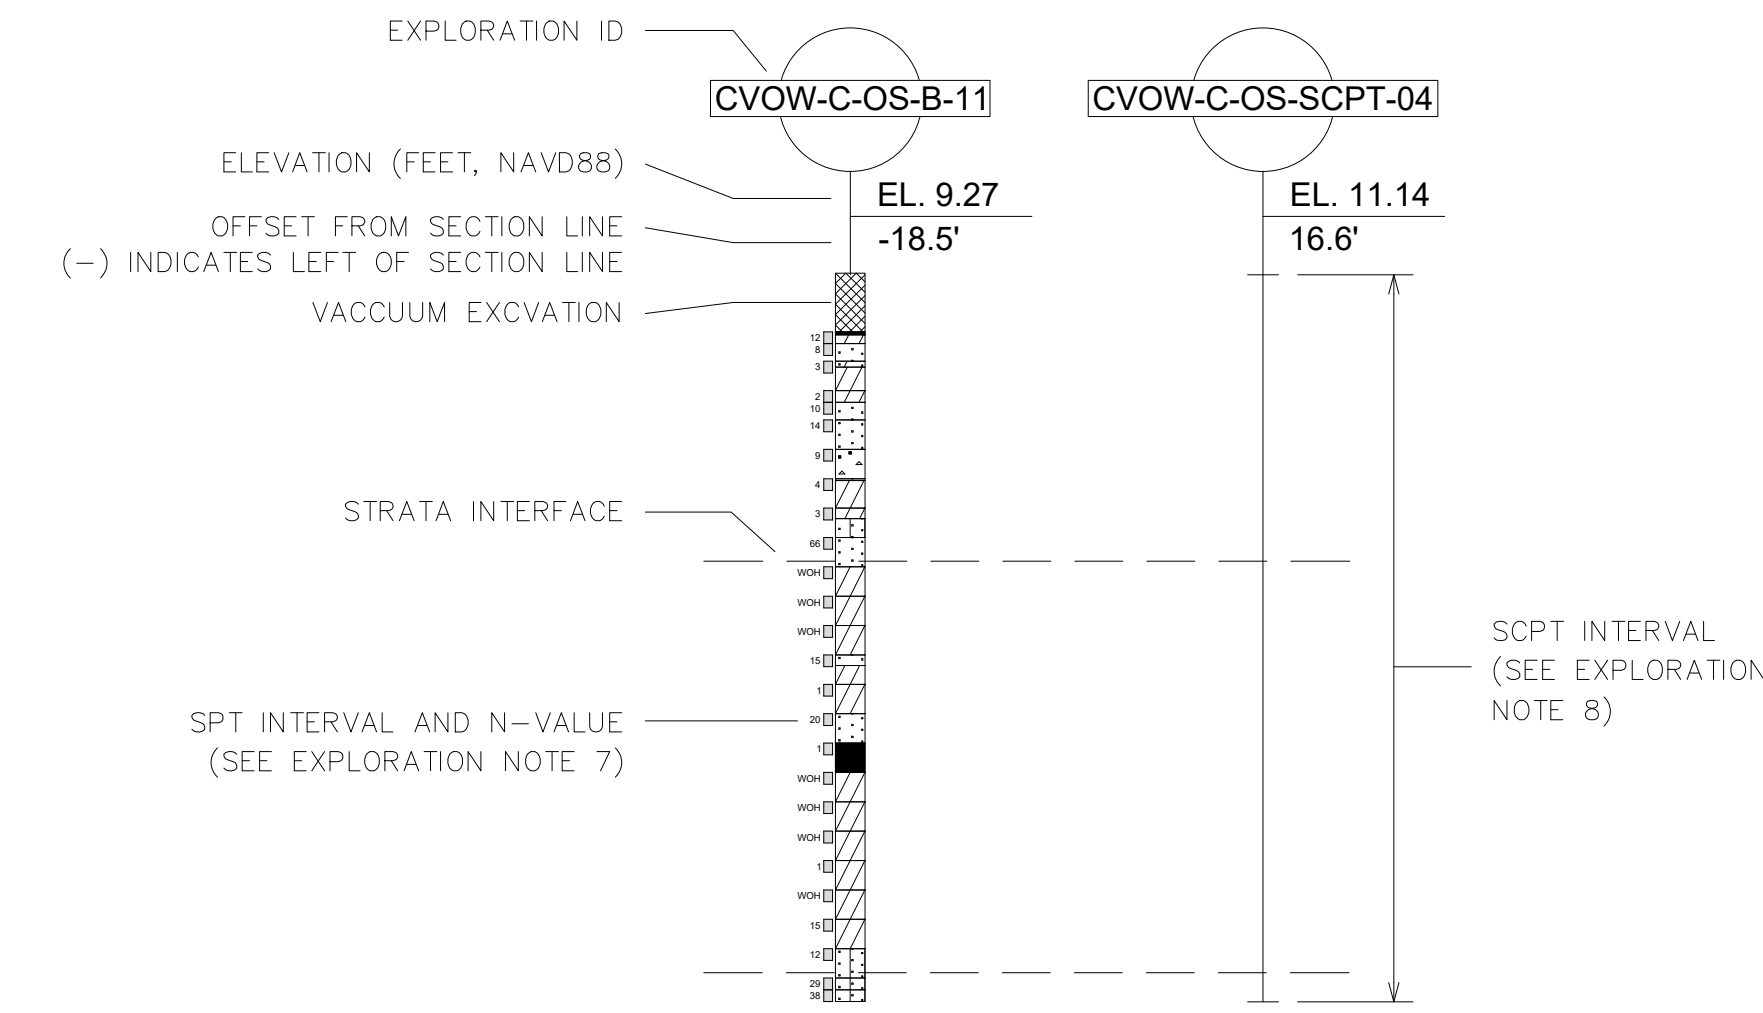 EXPLORATION ID
CVOW-C-OS-B-11
CVOW-C-OS-SCPT-04
ELEVATION (FEET, NAVD88)
EL. 9.27
EL. 11.14
OFFSET FROM SECTION LINE
(-) INDICATES LEFT OF SECTION LINE
-18.5'
16.6'
VACCUUM EXCVATION
12
8
3
2
10
14
9
4
3
STRATA INTERFACE
66
WOH
WOH
WOH
15
1
20
SPT INTERVAL AND N-VALUE
(SEE EXPLORATION NOTE 7)
1
WOH
WOH
WOH
1
WOH
15
12
29
38
SCPT INTERVAL
(SEE EXPLORATION
NOTE 8)